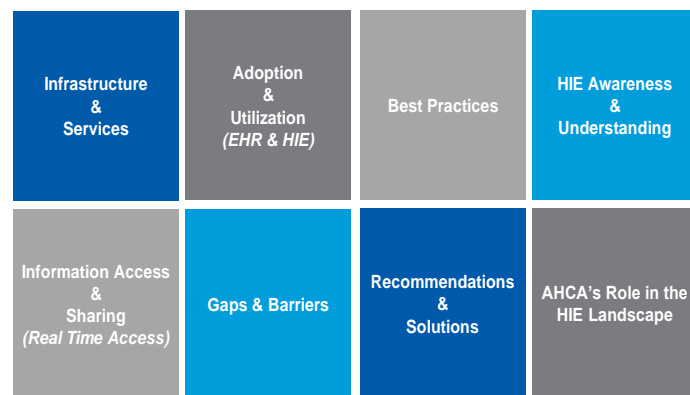 Infrastructure
&
Services
Adoption
&
Utilization
(EHR & HIE)
Best Practices
HIE Awareness
&
Understanding
Information Access
&
Sharing
(Real Time Access)
Gaps & Barriers
Recommendations
&
Solutions
AHCA's Role in the
HIE Landscape